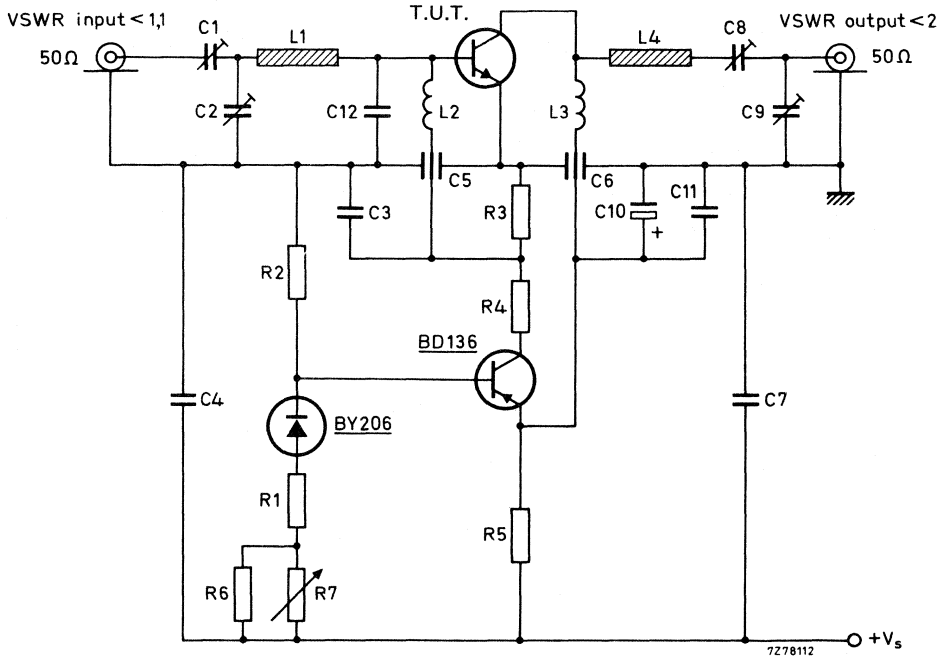 VSWR input < 1,1
T.U.T.
VSWR output < 2
50Ω
C1
L1
L4
C8
50Ω
C2
C12
L2
L3
C9
C5
C6
C3
R3
C10
C11
+
R2
R4
BD136
C4
BY206
C7
R1
R5
R6
R7
+Vs
7Z78112